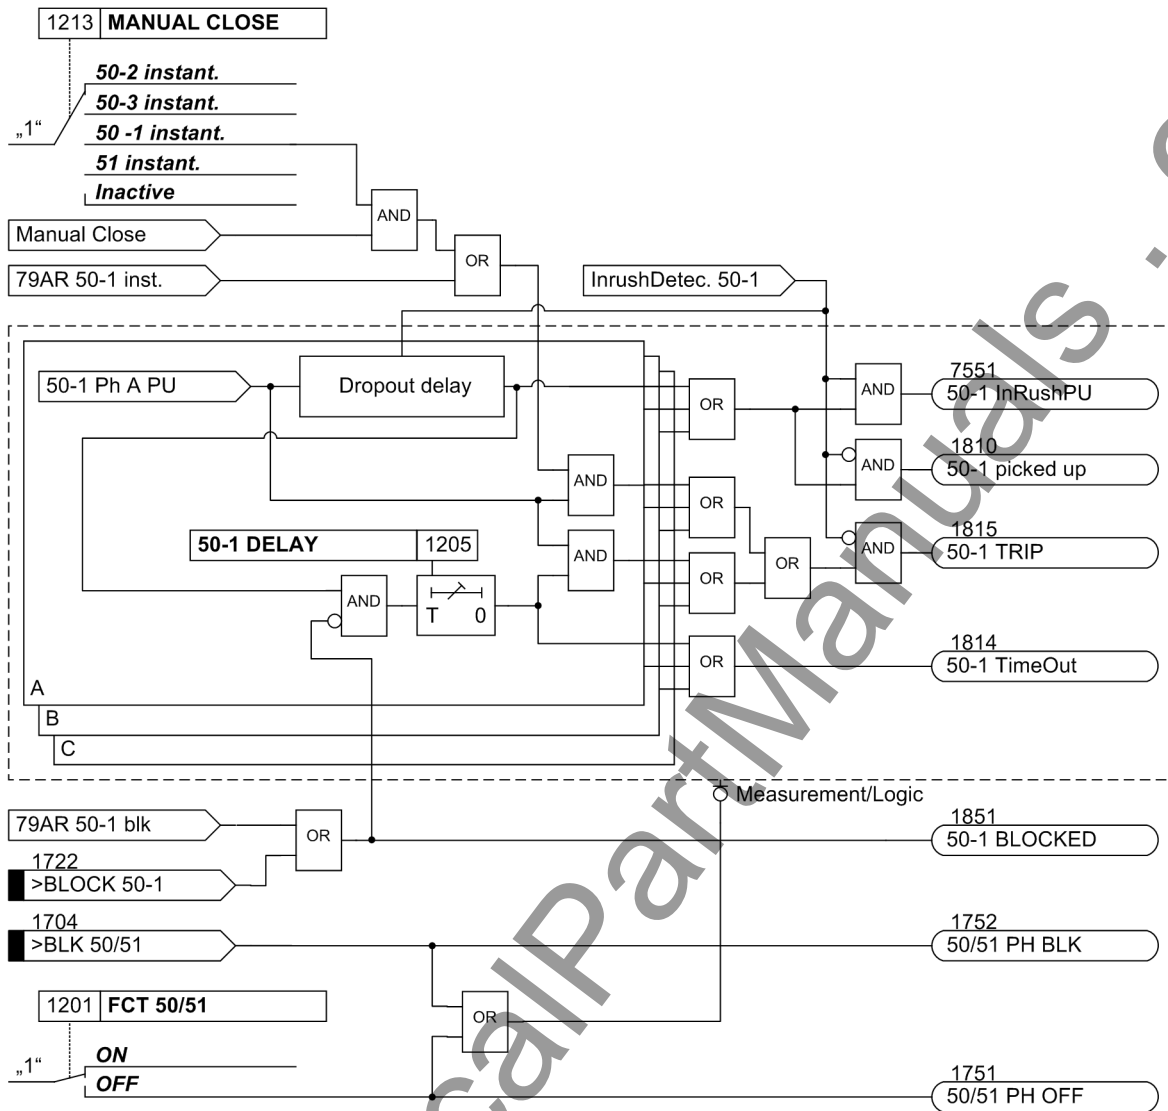 1213 MANUAL CLOSE
50-2 instant.
50-3 instant.
„1“
50 -1 instant.
51 instant.
Inactive
AND
Manual Close
OR
79AR 50-1 inst.
InrushDetec. 50-1
50-1 Ph A PU
Dropout delay
OR
AND
7551
50-1 InRushPU
AND
1810
50-1 picked up
AND
OR
50-1 DELAY 1205
AND
OR
OR
AND
1815
50-1 TRIP
AND
T 0
OR
1814
50-1 TimeOut
A
B
C
Measurement/Logic
79AR 50-1 blk
OR
1851
50-1 BLOCKED
1722
>BLOCK 50-1
1704
>BLK 50/51
1752
50/51 PH BLK
1201 FCT 50/51
OR
„1“
ON
OFF
1751
50/51 PH OFF
calPartManuals .